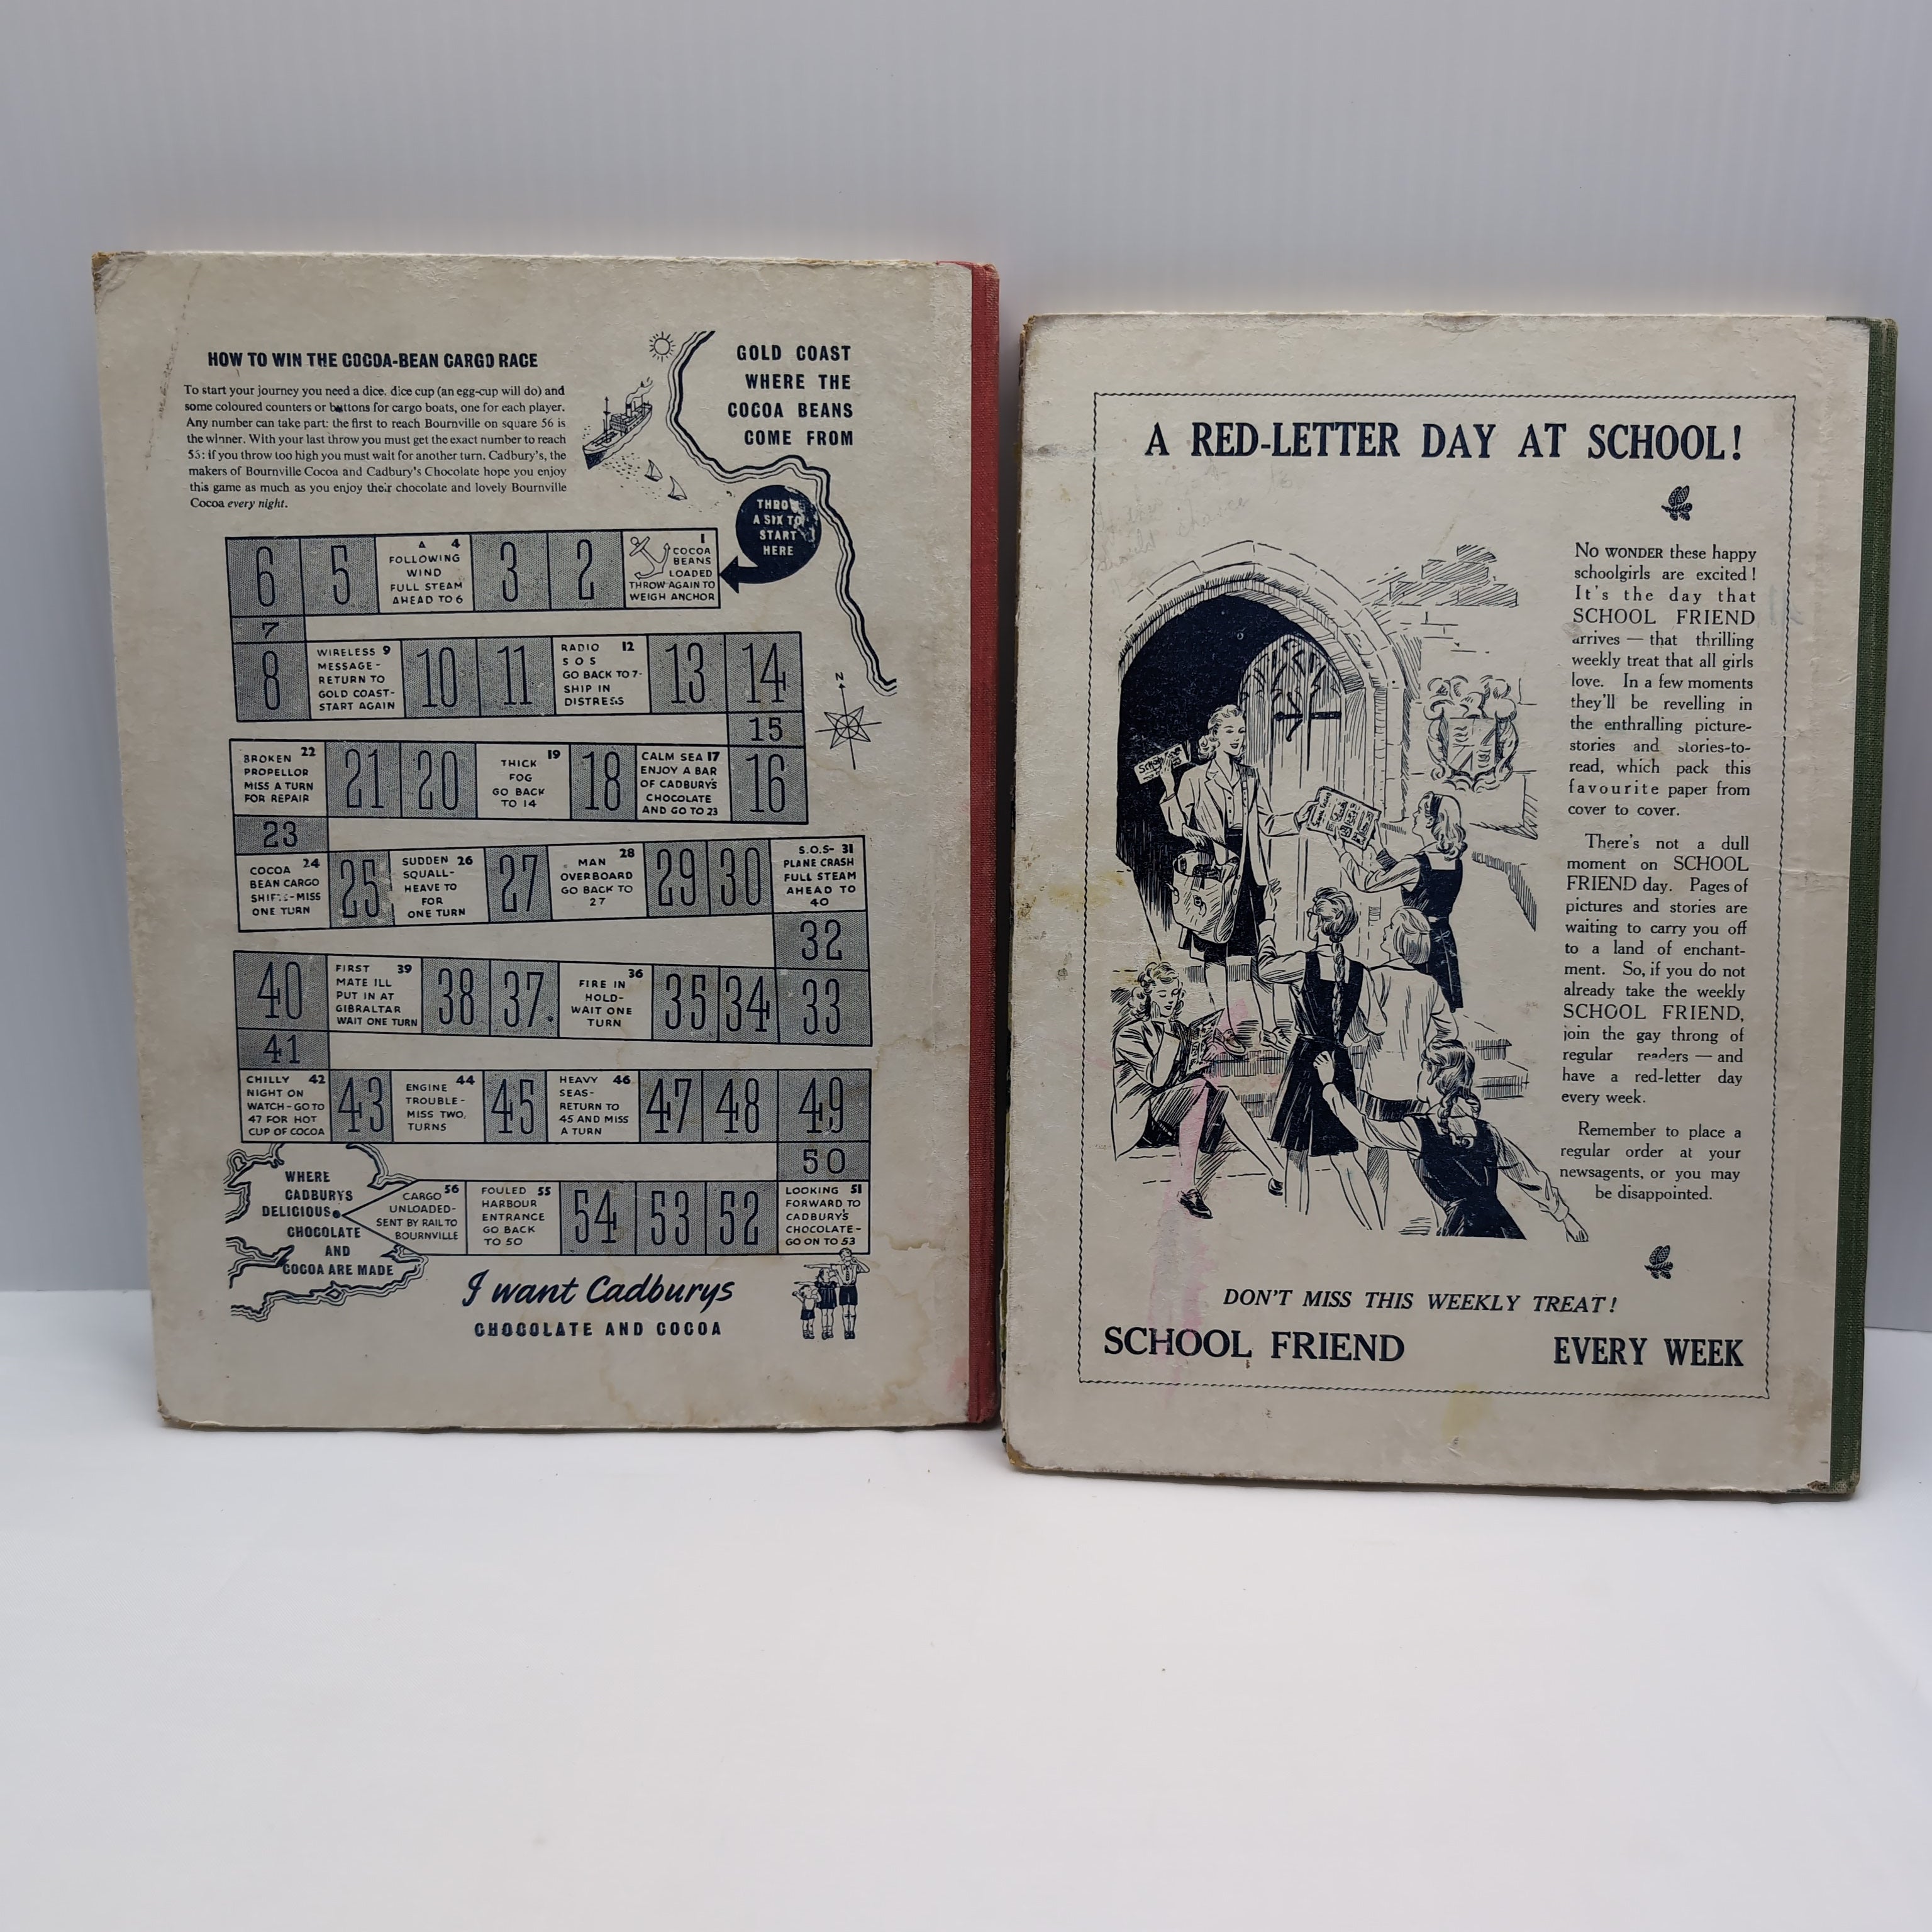 HOW TO WIN THE COCOA-BEAN CARGO RACE
To start your journey you need a dice. dice cup (an egg-cup will do) and
some coloured counters or buttons for cargo boats, one for each player.
Any number can take part: the first to reach Bournville on square 56 is
the winner. With your last throw you must get the exact number to reach
55: if you throw too high you must wait for another turn. Cadbury's, the
makers of Bournville Cocoa and Cadbury's Chocolate hope you enjoy
this game as much as you enjoy their chocolate and lovely Bournville
Cocoa every night.
GOLD COAST
WHERE THE
COCOA BEANS
COME FROM
THRO
A SIX TO
START
HERE
1
COCOA
BEANS
LOADED
THROW AGAIN TO
WEIGH ANCHOR
2
3
A 4
FOLLOWING
WIND
FULL STEAM
AHEAD TO 6
5
6
7
8
WIRELESS 9
MESSAGE-
RETURN TO
GOLD COAST-
START AGAIN
10
11
RADIO 12
S O S
GO BACK TO 7-
SHIP IN
DISTRESS
13
14
15
16
CALM SEA 17
ENJOY A BAR
OF CADBURY'S
CHOCOLATE
AND GO TO 23
18
19
THICK
FOG
GO BACK
TO 14
20
21
22
BROKEN
PROPELLOR
MISS A TURN
FOR REPAIR
23
24
COCOA
BEAN CARGO
SHIFTS-MISS
ONE TURN
25
SUDDEN 26
SQUALL-
HEAVE TO
FOR
ONE TURN
27
28
MAN
OVERBOARD
GO BACK TO
27
29
30
S.O.S- 31
PLANE CRASH
FULL STEAM
AHEAD TO
40
32
33
34
35
36
FIRE IN
HOLD-
WAIT ONE
TURN
37
38
FIRST 39
MATE ILL
PUT IN AT
GIBRALTAR
WAIT ONE TURN
40
41
CHILLY 42
NIGHT ON
WATCH-GO TO
47 FOR HOT
CUP OF COCOA
43
ENGINE 44
TROUBLE-
MISS TWO,
TURNS
45
HEAVY 46
SEAS-
RETURN TO
45 AND MISS
A TURN
47
48
49
50
LOOKING 51
FORWARD TO
CADBURY'S
CHOCOLATE-
GO ON TO 53
52
53
54
FOULED 55
HARBOUR
ENTRANCE
GO BACK
TO 50
CARGO 56
UNLOADED-
SENT BY RAIL TO
BOURNVILLE
WHERE
CADBURYS
DELICIOUS
CHOCOLATE
AND
COCOA ARE MADE
N
I want Cadburys
CHOCOLATE AND COCOA
A RED-LETTER DAY AT SCHOOL!
No WONDER these happy
schoolgirls are excited!
It's the day that
SCHOOL FRIEND
arrives — that thrilling
weekly treat that all girls
love. In a few moments
they'll be revelling in
the enthralling picture-
stories and stories-to-
read, which pack this
favourite paper from
cover to cover.
There's not a dull
moment on SCHOOL
FRIEND day. Pages of
pictures and stories are
waiting to carry you off
to a land of enchant-
ment. So, if you do not
already take the weekly
SCHOOL FRIEND,
join the gay throng of
regular readers — and
have a red-letter day
every week.
Remember to place a
regular order at your
newsagents, or you may
be disappointed.
DON'T MISS THIS WEEKLY TREAT!
SCHOOL FRIEND EVERY WEEK